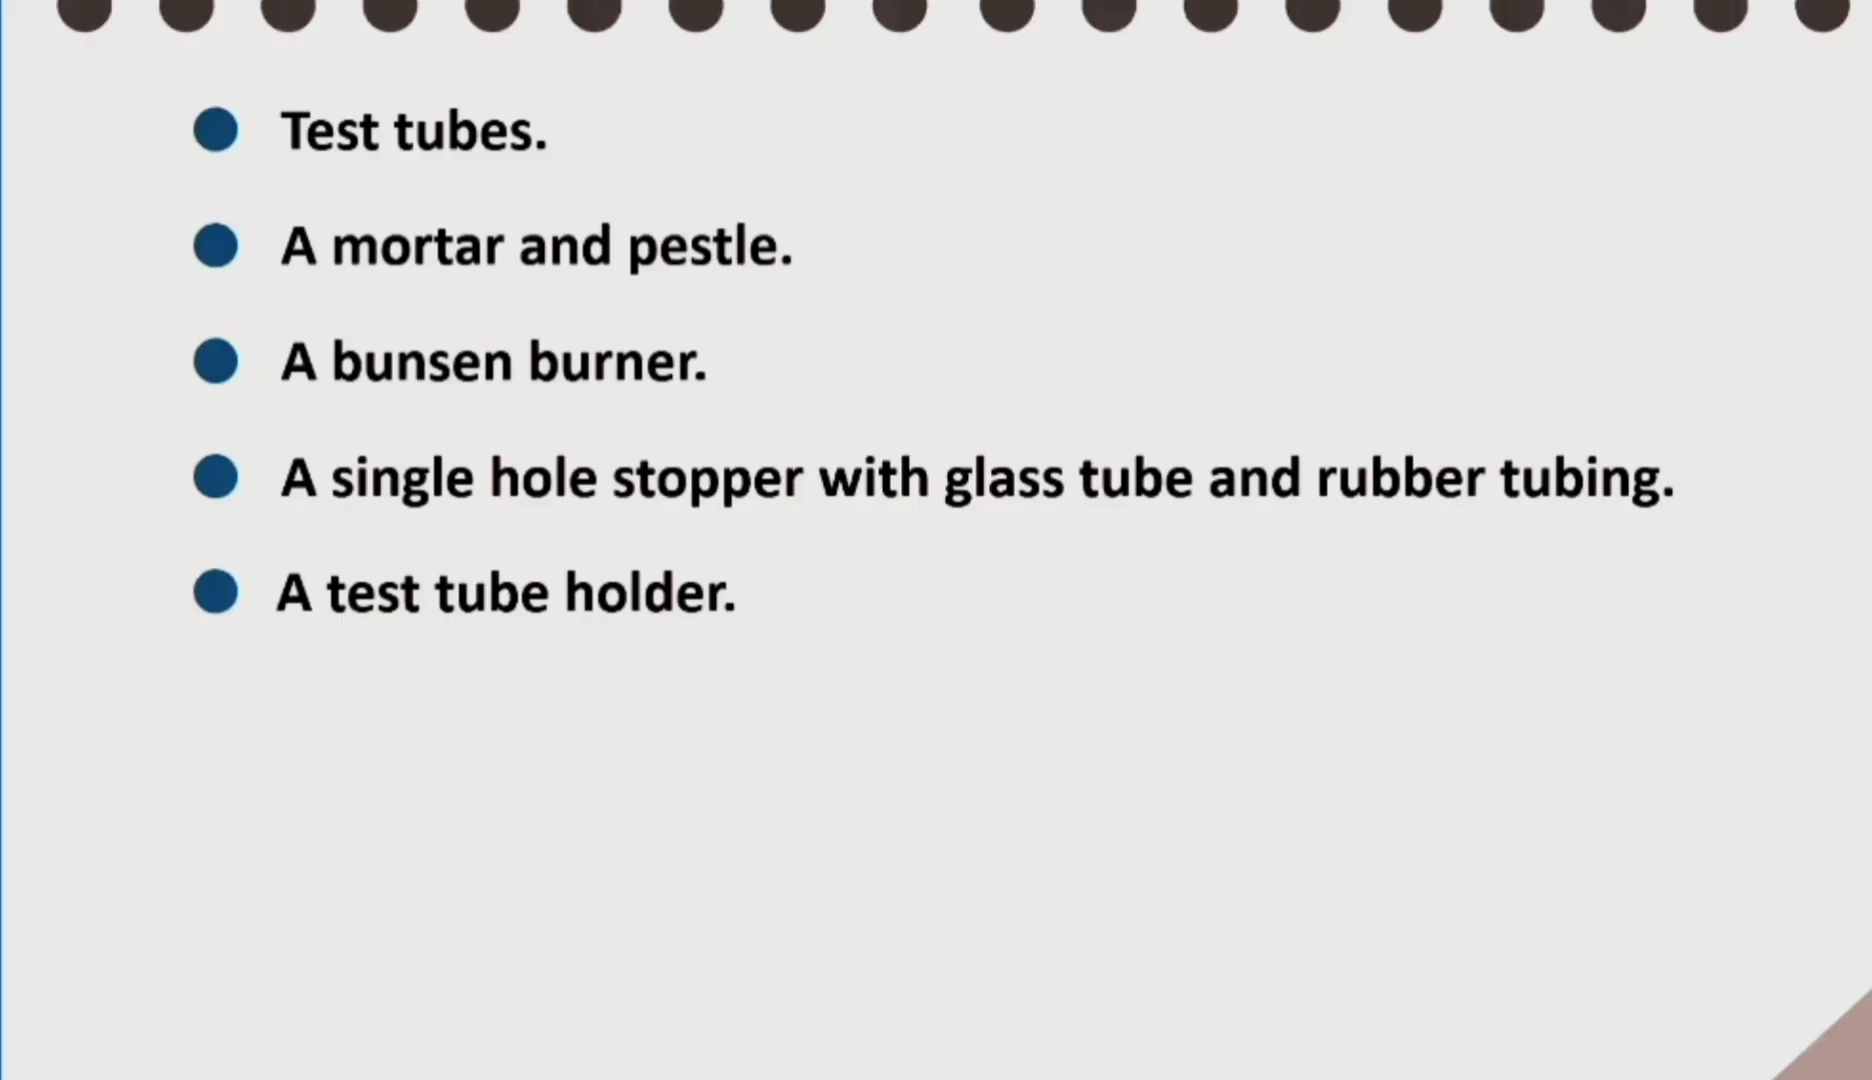 Test tubes.
A mortar and pestle.
A bunsen burner.
A single hole stopper with glass tube and rubber tubing.
A test tube holder.